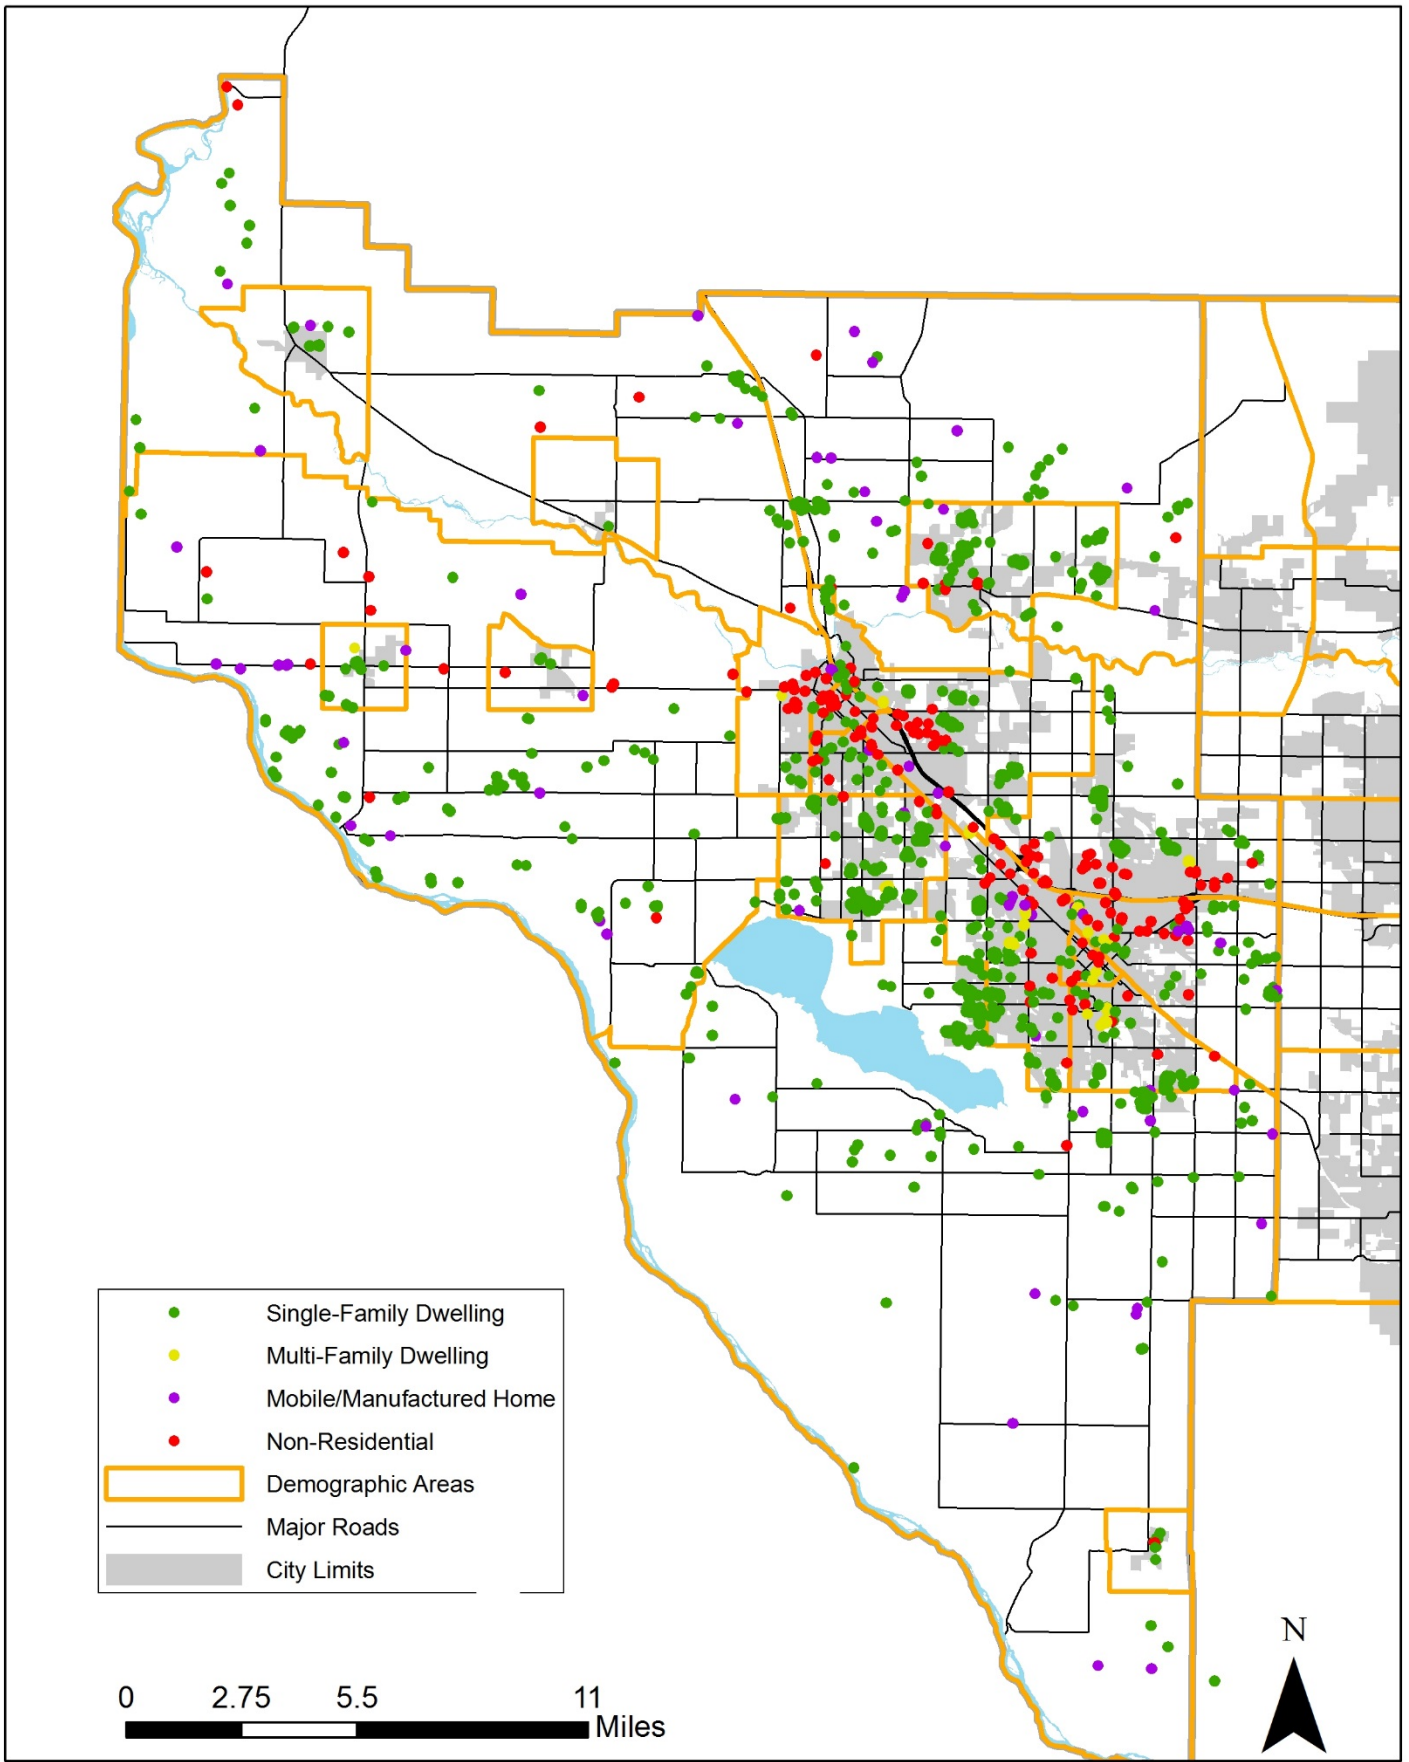 Single-Family Dwelling
Multi-Family Dwelling
Mobile/Manufactured Home
Non-Residential
Demographic Areas
Major Roads
City Limits
N
0 2.75 5.5 11
Miles